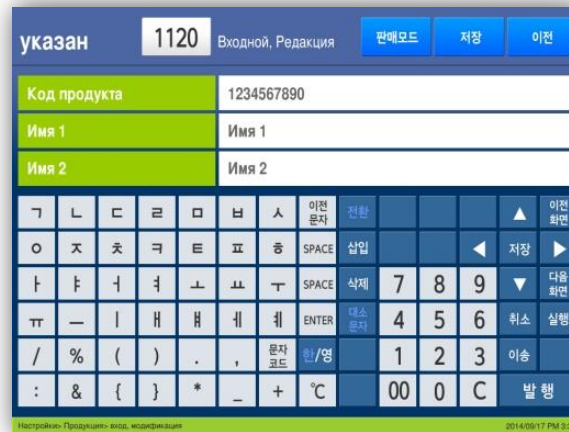 указан 1120 Входной, Редакция 판매모드 저장 이전
Код продукта 1234567890
Имя 1 Имя 1
Имя 2 Имя 2
ㄱ ㄴ ㄷ ㄹ ㅁ ㅂ ㅅ 이전 문자 전환 ▲ 이전 화면
ㅇ ㅈ ㅊ ㅋ ㅌ ㅍ ㅎ SPACE 삽입 ◀ 저장 ▶
ㅏ ㅑ ㅓ ㅕ ㅗ ㅛ ㅜ SPACE 삭제 7 8 9 ▼ 다음 화면
ㅠ ㅡ ㅣ ㅐ ㅒ ㅔ ㅖ ENTER 대소 문자 4 5 6 취소 실행
/ % ( ) . , 문자 코드 한/영 1 2 3 이송
: & { } * _ + ℃ 00 0 C 발 행
Настройки> Продукция> вход, модификация 2014/09/17 PM